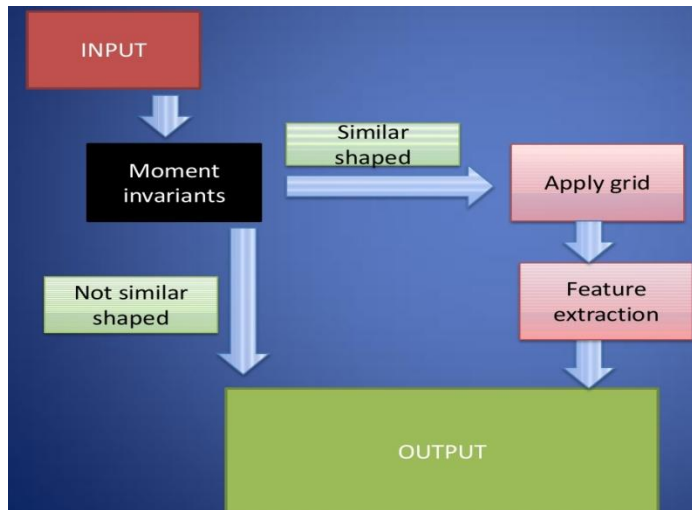 INPUT
Moment
invariants
Similar
shaped
Apply grid
Not similar
shaped
Feature
extraction
OUTPUT